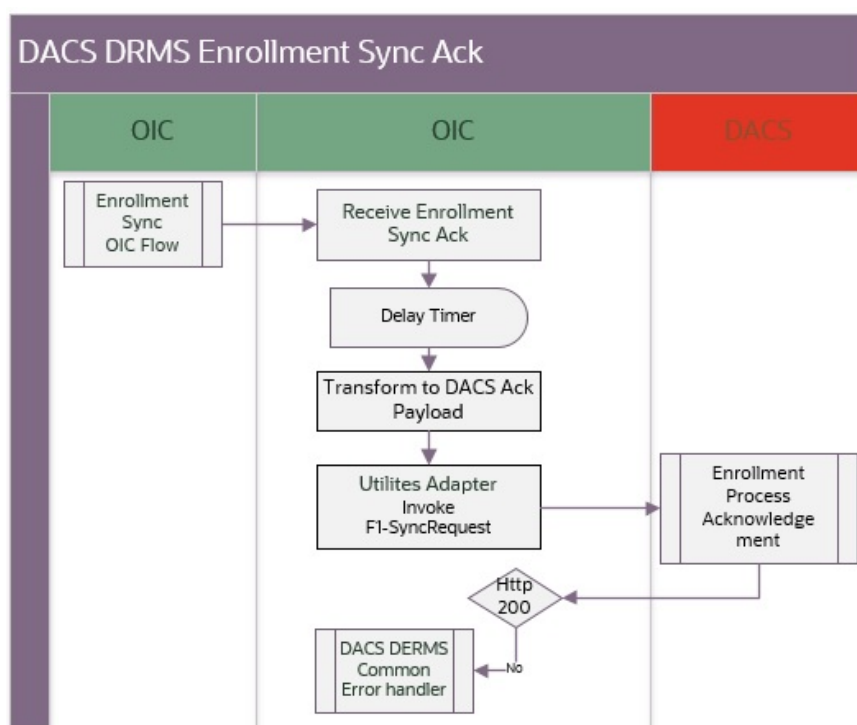 DACS DRMS Enrollment Sync Ack
OIC
OIC
DACS
Enrollment
Sync
OIC Flow
Receive Enrollment
Sync Ack
Delay Timer
Transform to DACS Ack
Payload
Utilites Adapter
Invoke
F1-SyncRequest
Enrollment
Process
Acknowledge
ment
Http
200
No
DACS DERMS
Common
Error handler